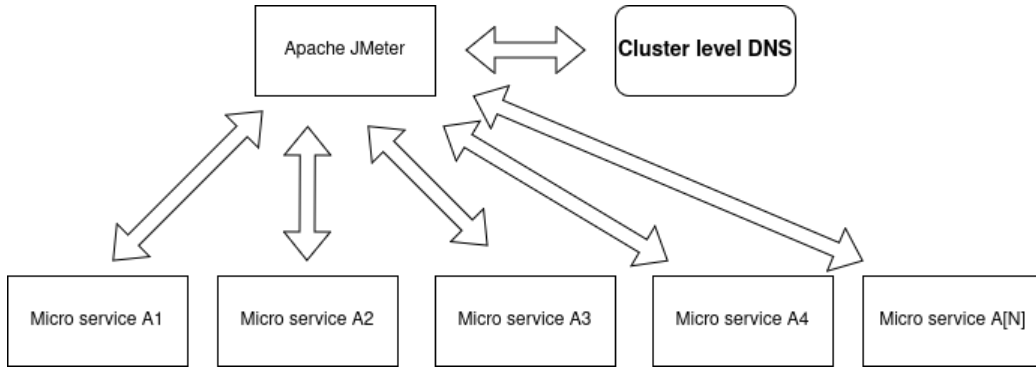 Apache JMeter
Cluster level DNS
Micro service A1
Micro service A2
Micro service A3
Micro service A4
Micro service A[N]